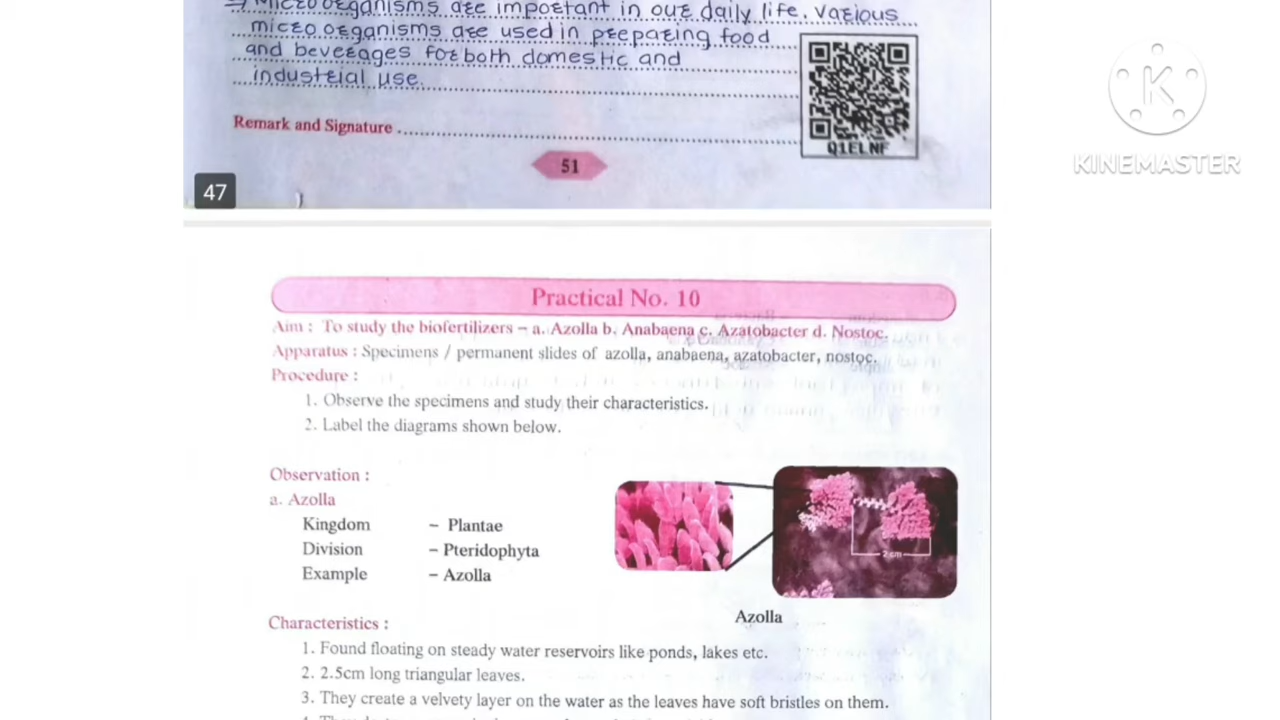 ⇒ Microorganisms are important in our daily life. Various
micro organisms are used in preparing food
and beverages for both domestic and
industrial use.
Remark and Signature
Q1ELNF
51
47
K
KINEMASTER
Practical No. 10
Aim : To study the biofertilizers – a. Azolla b. Anabaena c. Azatobacter d. Nostoc.
Apparatus : Specimens / permanent slides of azolla, anabaena, azatobacter, nostoc.
Procedure :
1. Observe the specimens and study their characteristics.
2. Label the diagrams shown below.
Observation :
a. Azolla
Kingdom – Plantae
Division – Pteridophyta
Example – Azolla
2 cm
Azolla
Characteristics :
1. Found floating on steady water reservoirs like ponds, lakes etc.
2. 2.5cm long triangular leaves.
3. They create a velvety layer on the water as the leaves have soft bristles on them.